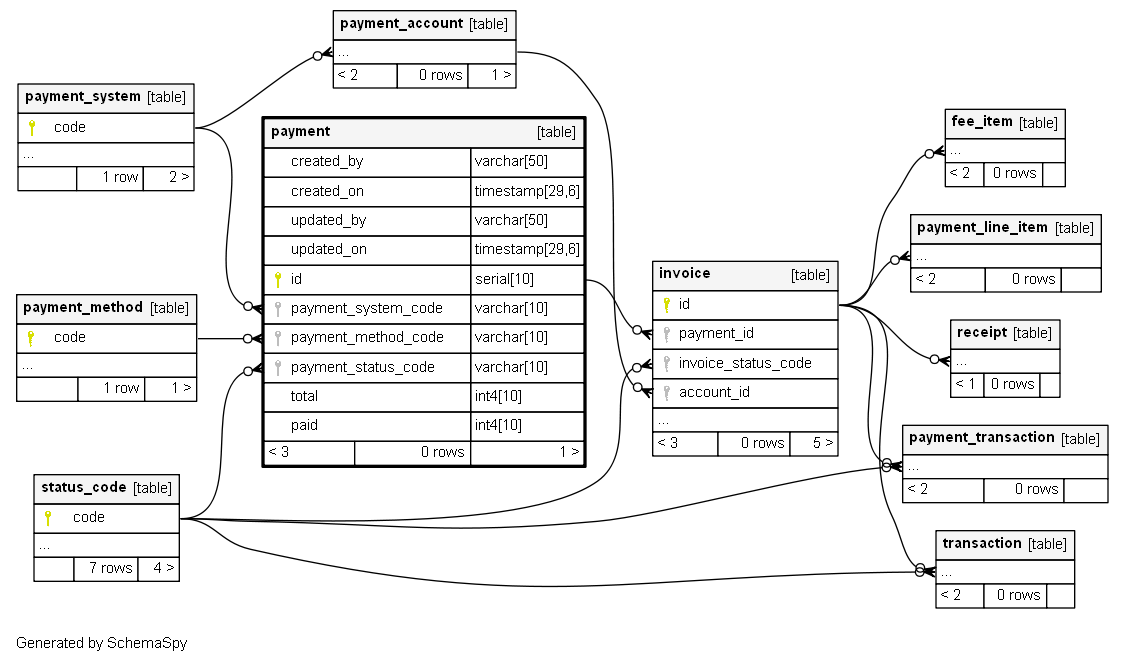 payment_account [table]
...
< 2 0 rows 1 >
payment_system [table]
code
...
1 row 2 >
payment [table]
created_by varchar[50]
created_on timestamp[29,6]
updated_by varchar[50]
updated_on timestamp[29,6]
id serial[10]
payment_system_code varchar[10]
payment_method_code varchar[10]
payment_status_code varchar[10]
total int4[10]
paid int4[10]
< 3 0 rows 1 >
payment_method [table]
code
...
1 row 1 >
status_code [table]
code
...
7 rows 4 >
invoice [table]
id
payment_id
invoice_status_code
account_id
...
< 3 0 rows 5 >
fee_item [table]
...
< 2 0 rows
payment_line_item [table]
...
< 2 0 rows
receipt [table]
...
< 1 0 rows
payment_transaction [table]
...
< 2 0 rows
transaction [table]
...
< 2 0 rows
Generated by SchemaSpy